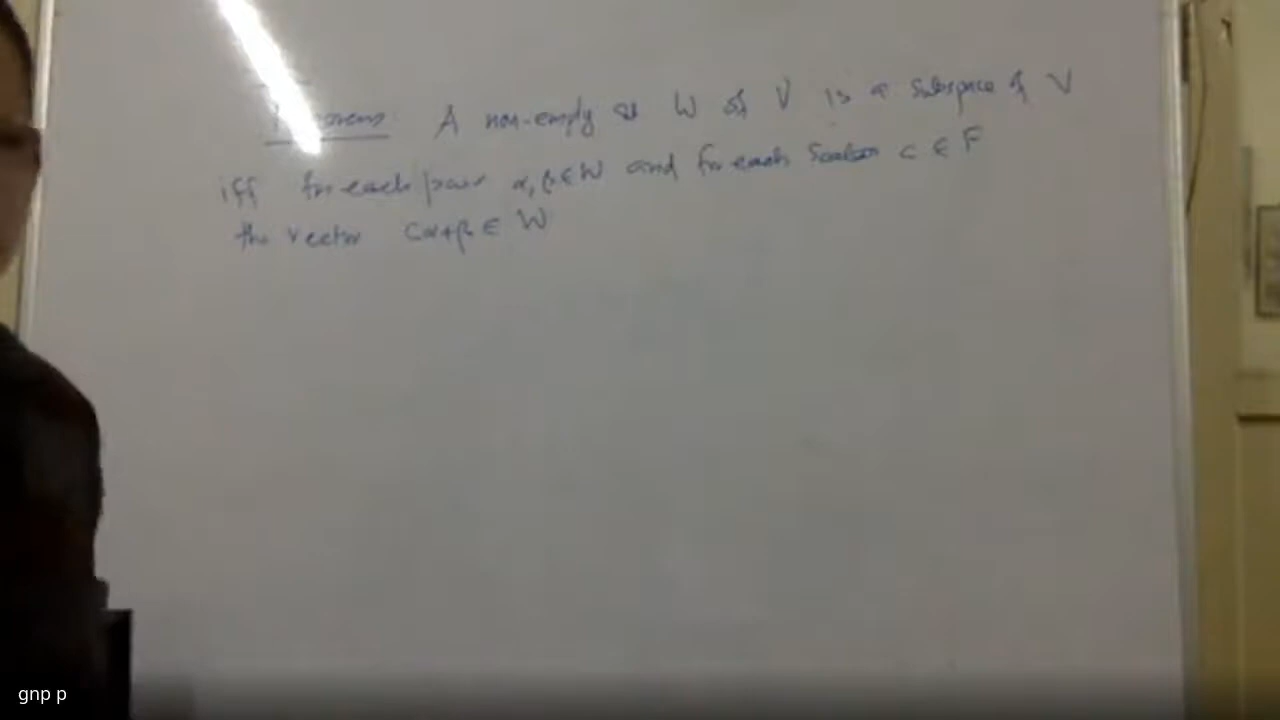 Theorem: A non-empty set W of V is a subspace of V
iff for each pair α, β ∈ W and for each Scalar c ∈ F
the vector cα+β ∈ W
gnp p